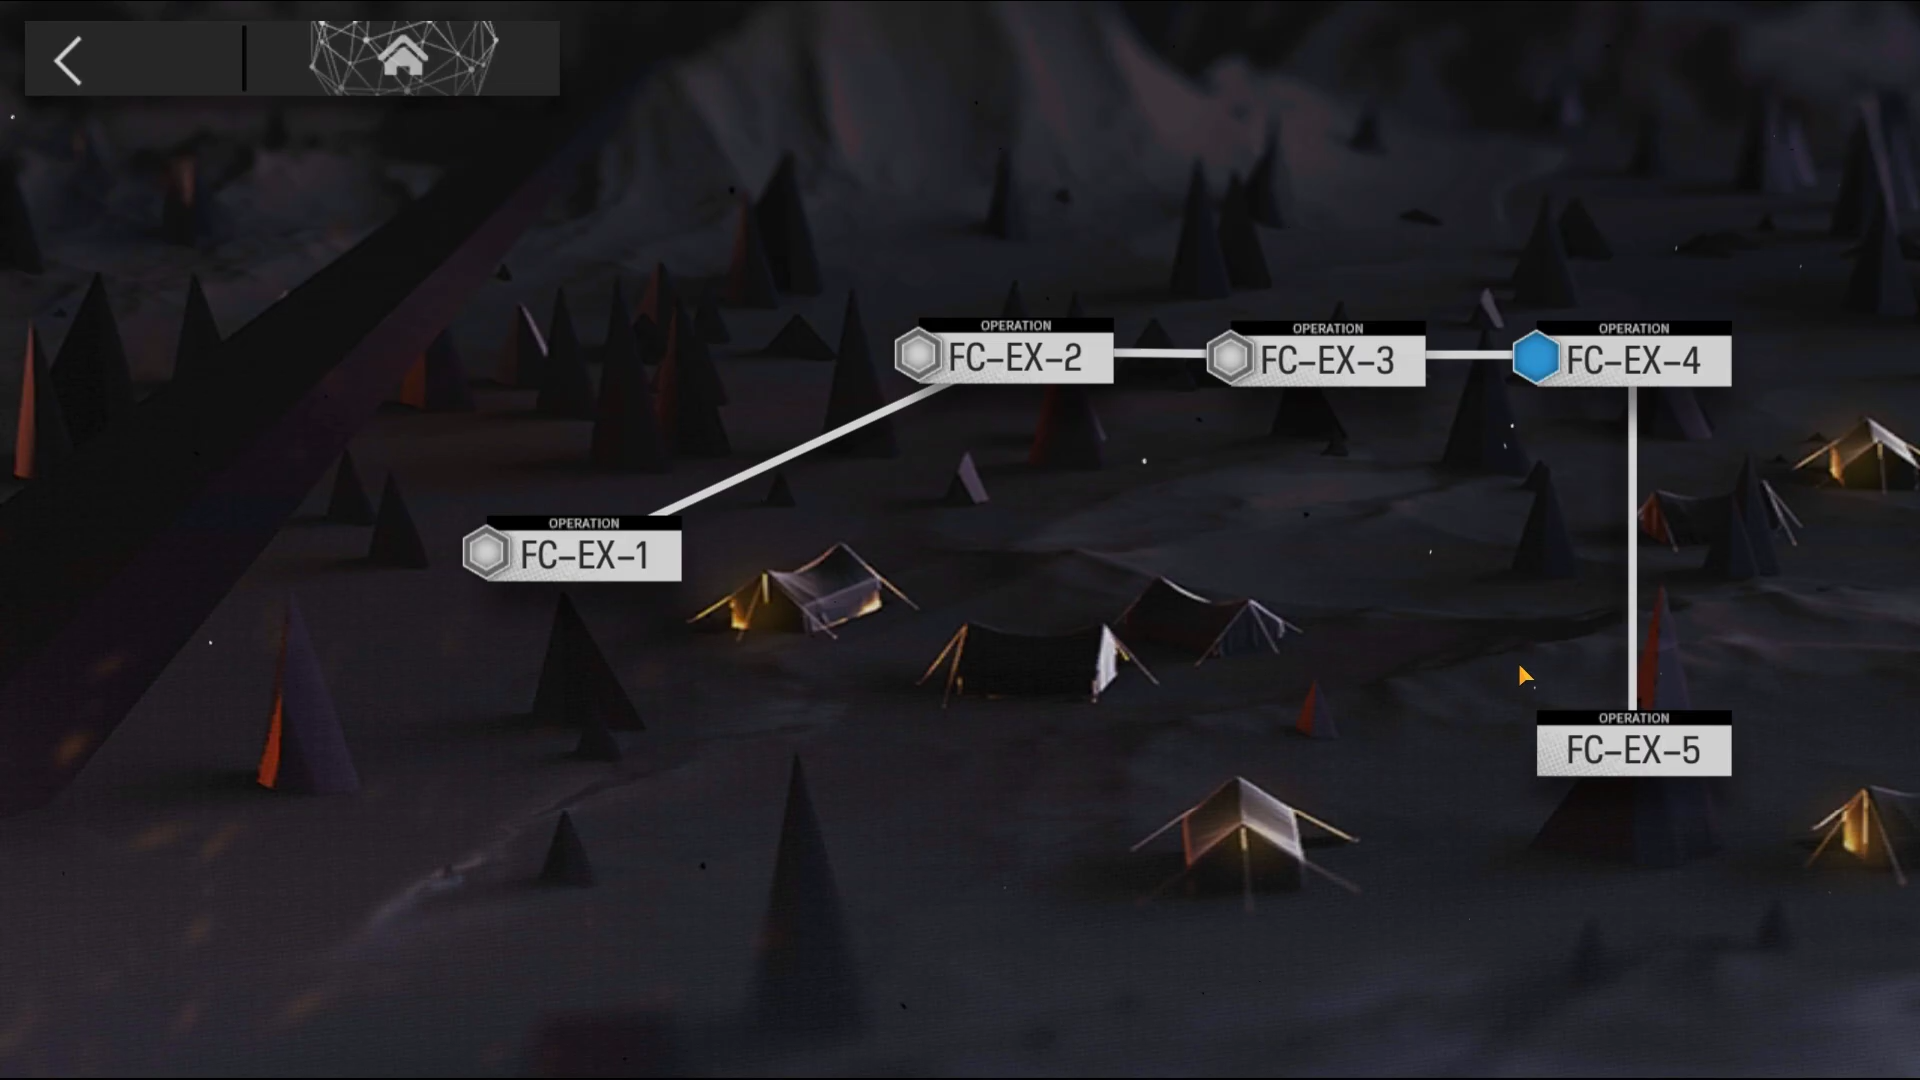 OPERATION
FC-EX-2
OPERATION
FC-EX-3
OPERATION
FC-EX-4
OPERATION
FC-EX-1
OPERATION
FC-EX-5